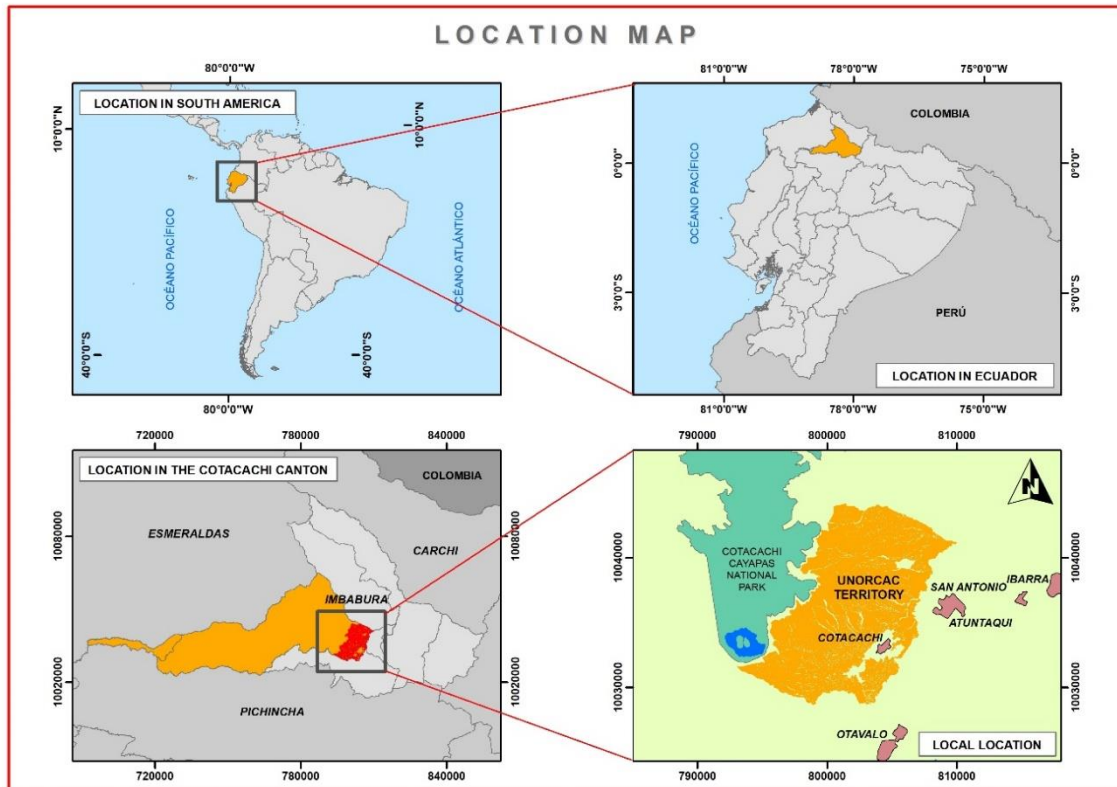 LOCATION MAP
80°0'0"W
LOCATION IN SOUTH AMERICA
10°0'0"N
10°0'0"N
OCÉANO PACÍFICO
OCÉANO ATLÁNTICO
40°0'0"S
40°0'0"S
80°0'0"W
81°0'0"W
78°0'0"W
75°0'0"W
COLOMBIA
0°0'0"
0°0'0"
OCÉANO PACÍFICO
3°0'0"S
3°0'0"S
PERÚ
LOCATION IN ECUADOR
81°0'0"W
78°0'0"W
75°0'0"W
720000
780000
840000
LOCATION IN THE COTACACHI CANTON
COLOMBIA
ESMERALDAS
10080000
10080000
CARCHI
IMBABURA
10020000
10020000
PICHINCHA
720000
780000
840000
790000
800000
810000
N
10040000
10040000
COTACACHI
CAYAPAS
NATIONAL
PARK
UNORCAC
TERRITORY
SAN ANTONIO
IBARRA
ATUNTAQUI
COTACACHI
10030000
10030000
OTAVALO
LOCAL LOCATION
790000
800000
810000